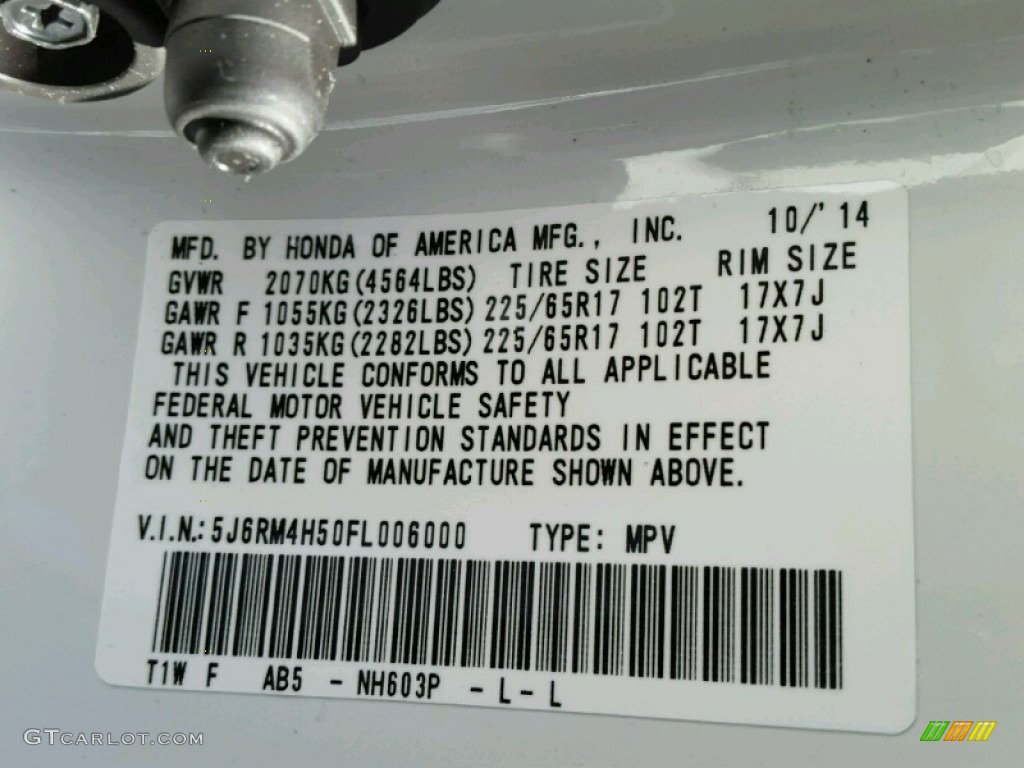 MFD. BY HONDA OF AMERICA MFG., INC. 10/'14
GVWR 2070KG(4564LBS) TIRE SIZE RIM SIZE
GAWR F 1055KG(2326LBS) 225/65R17 102T 17X7J
GAWR R 1035KG(2282LBS) 225/65R17 102T 17X7J
THIS VEHICLE CONFORMS TO ALL APPLICABLE
FEDERAL MOTOR VEHICLE SAFETY
AND THEFT PREVENTION STANDARDS IN EFFECT
ON THE DATE OF MANUFACTURE SHOWN ABOVE.
V.I.N.: 5J6RM4H50FL006000 TYPE: MPV
T1W F AB5 - NH603P - L - L
GTCARLOT.COM